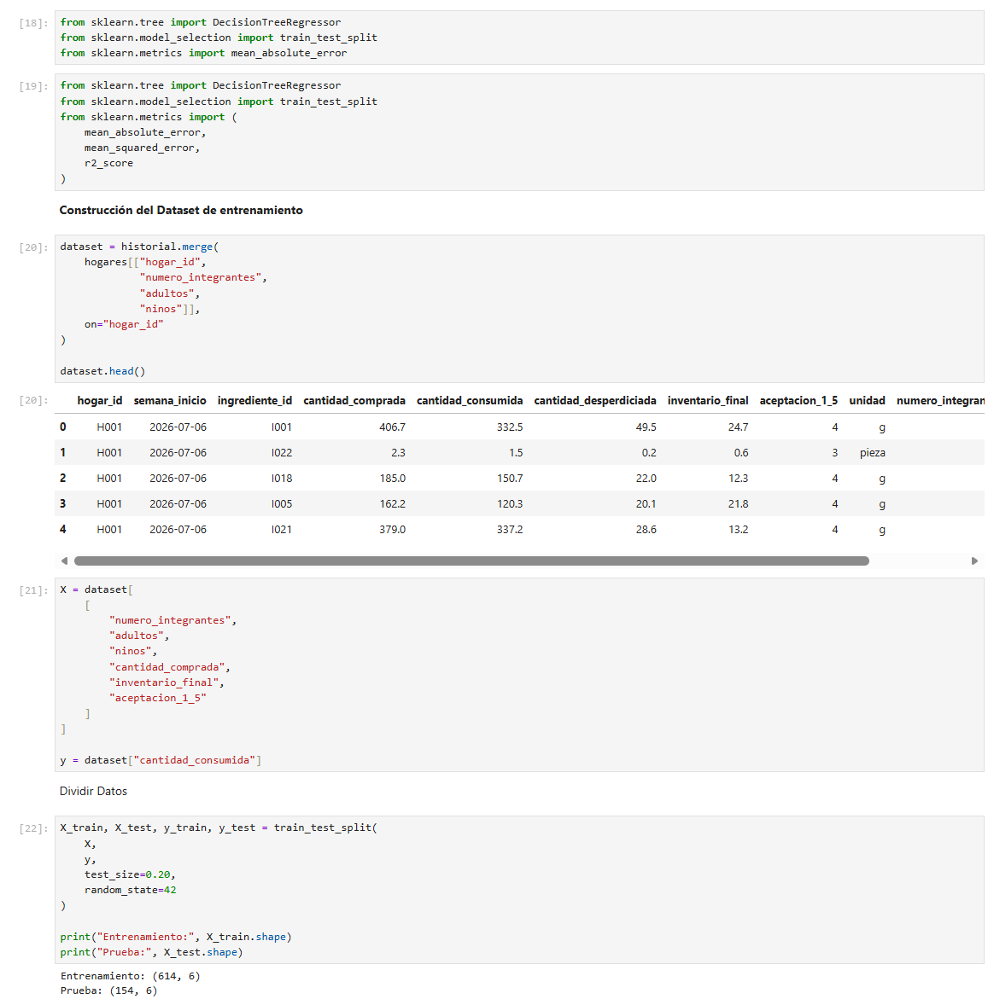 [18]: from sklearn.tree import DecisionTreeRegressor
from sklearn.model_selection import train_test_split
from sklearn.metrics import mean_absolute_error
[19]: from sklearn.tree import DecisionTreeRegressor
from sklearn.model_selection import train_test_split
from sklearn.metrics import (
    mean_absolute_error,
    mean_squared_error,
    r2_score
)
Construcción del Dataset de entrenamiento
[20]: dataset = historial.merge(
    hogares[["hogar_id",
             "numero_integrantes",
             "adultos",
             "ninos"]],
    on="hogar_id"
)
dataset.head()
[20]: hogar_id semana_inicio ingrediente_id cantidad_comprada cantidad_consumida cantidad_desperdiciada inventario_final aceptacion_1_5 unidad numero_integran
0 H001 2026-07-06 I001 406.7 332.5 49.5 24.7 4 g
1 H001 2026-07-06 I022 2.3 1.5 0.2 0.6 3 pieza
2 H001 2026-07-06 I018 185.0 150.7 22.0 12.3 4 g
3 H001 2026-07-06 I005 162.2 120.3 20.1 21.8 4 g
4 H001 2026-07-06 I021 379.0 337.2 28.6 13.2 4 g
[21]: X = dataset[
    [
        "numero_integrantes",
        "adultos",
        "ninos",
        "cantidad_comprada",
        "inventario_final",
        "aceptacion_1_5"
    ]
]
y = dataset["cantidad_consumida"]
Dividir Datos
[22]: X_train, X_test, y_train, y_test = train_test_split(
    X,
    y,
    test_size=0.20,
    random_state=42
)
print("Entrenamiento:", X_train.shape)
print("Prueba:", X_test.shape)
Entrenamiento: (614, 6)
Prueba: (154, 6)